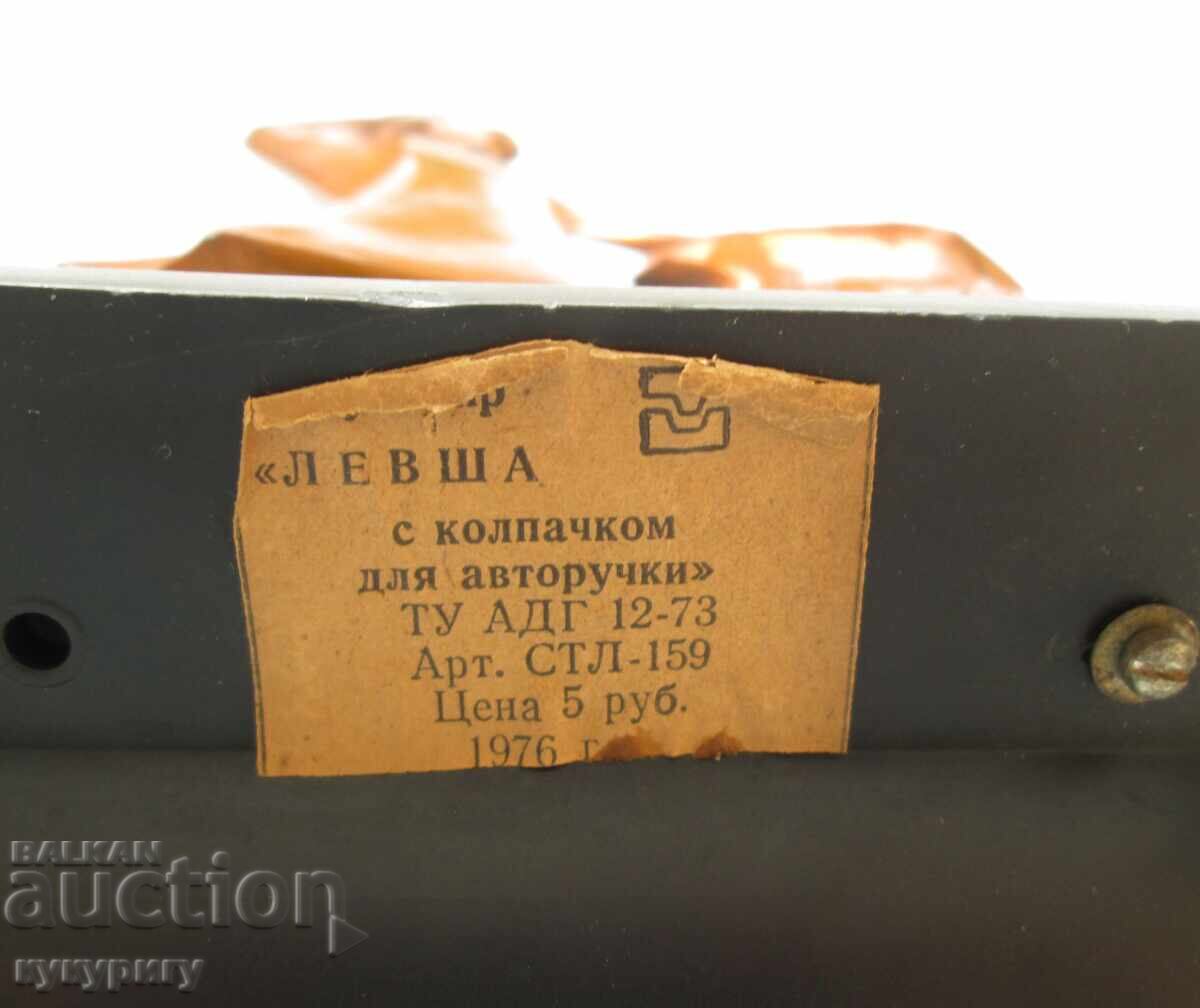 «ЛЕВША
с колпачком
для авторучки»
ТУ АДГ 12-73
Арт. СТЛ-159
Цена 5 руб.
1976 г
BALKAN
auction
кукуригу